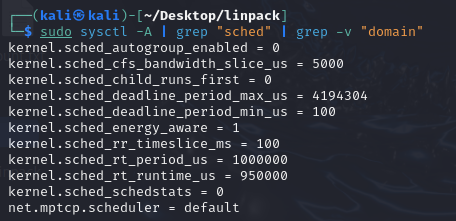 ┌──(kali㉿kali)-[~/Desktop/linpack]
└─$ sudo sysctl -A | grep "sched" | grep -v "domain"
kernel.sched_autogroup_enabled = 0
kernel.sched_cfs_bandwidth_slice_us = 5000
kernel.sched_child_runs_first = 0
kernel.sched_deadline_period_max_us = 4194304
kernel.sched_deadline_period_min_us = 100
kernel.sched_energy_aware = 1
kernel.sched_rr_timeslice_ms = 100
kernel.sched_rt_period_us = 1000000
kernel.sched_rt_runtime_us = 950000
kernel.sched_schedstats = 0
net.mptcp.scheduler = default